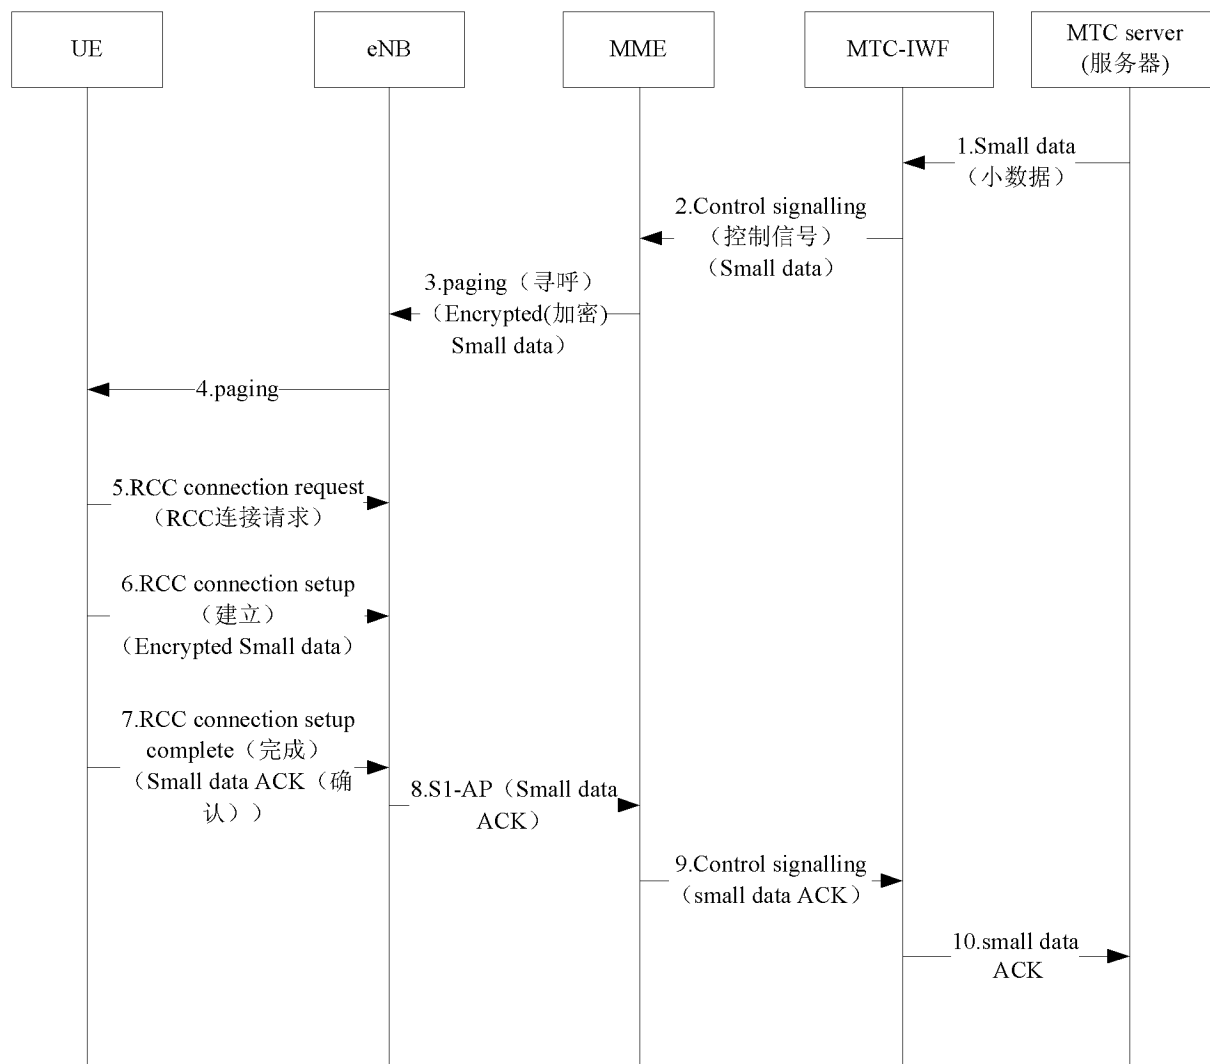 UE
eNB
MME
MTC-IWF
MTC server
(服务器)
1.Small data
（小数据）
2.Control signalling
（控制信号）
（Small data）
3.paging（寻呼）
（Encrypted(加密)
Small data）
4.paging
5.RCC connection request
（RCC连接请求）
6.RCC connection setup
（建立）
（Encrypted Small data）
7.RCC connection setup
complete（完成）
（Small data ACK（确
认））
8.S1-AP（Small data
ACK）
9.Control signalling
（small data ACK）
10.small data
ACK